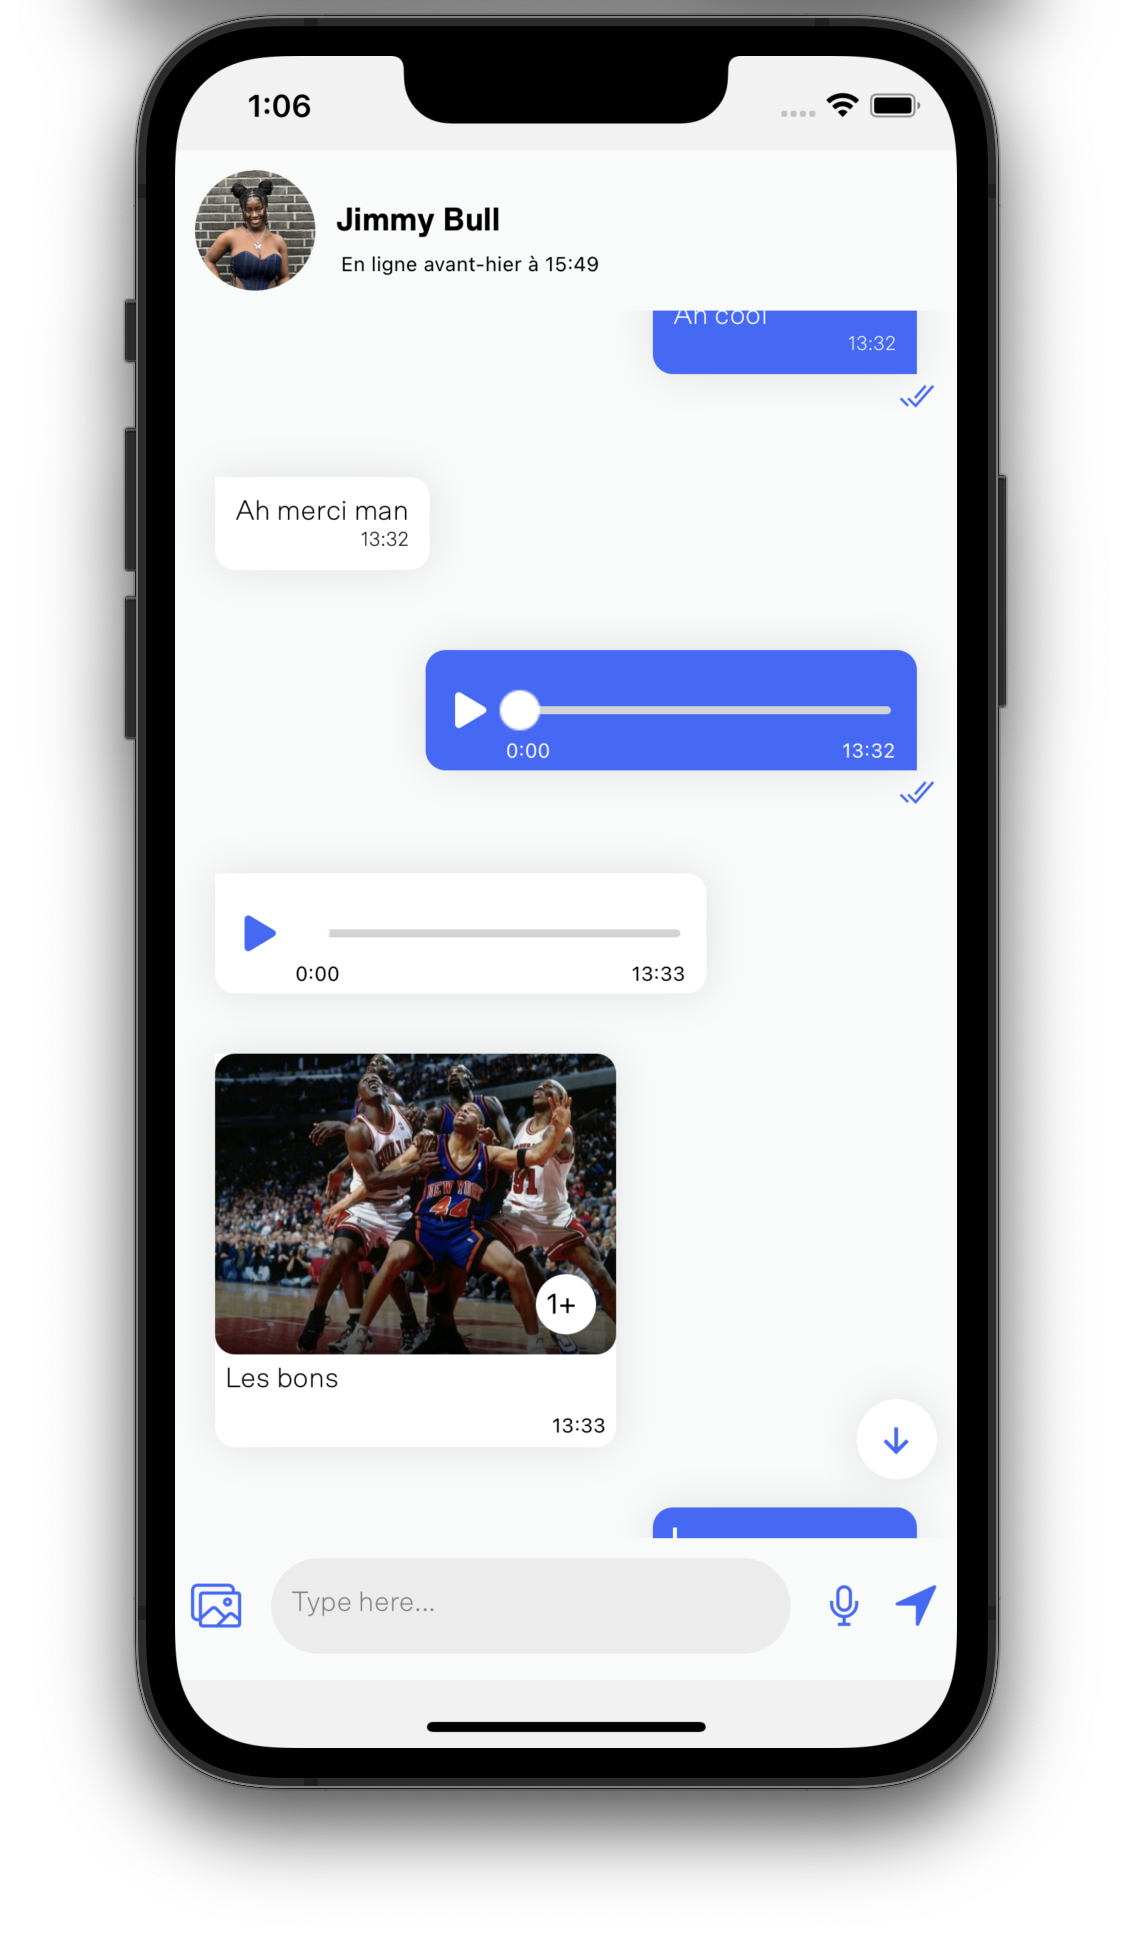 1:06
Jimmy Bull
En ligne avant-hier à 15:49
Ah cool
13:32
Ah merci man
13:32
0:00
13:32
0:00
13:33
BULLS
NEW YORK
44
91
1+
Les bons
13:33
Type here...